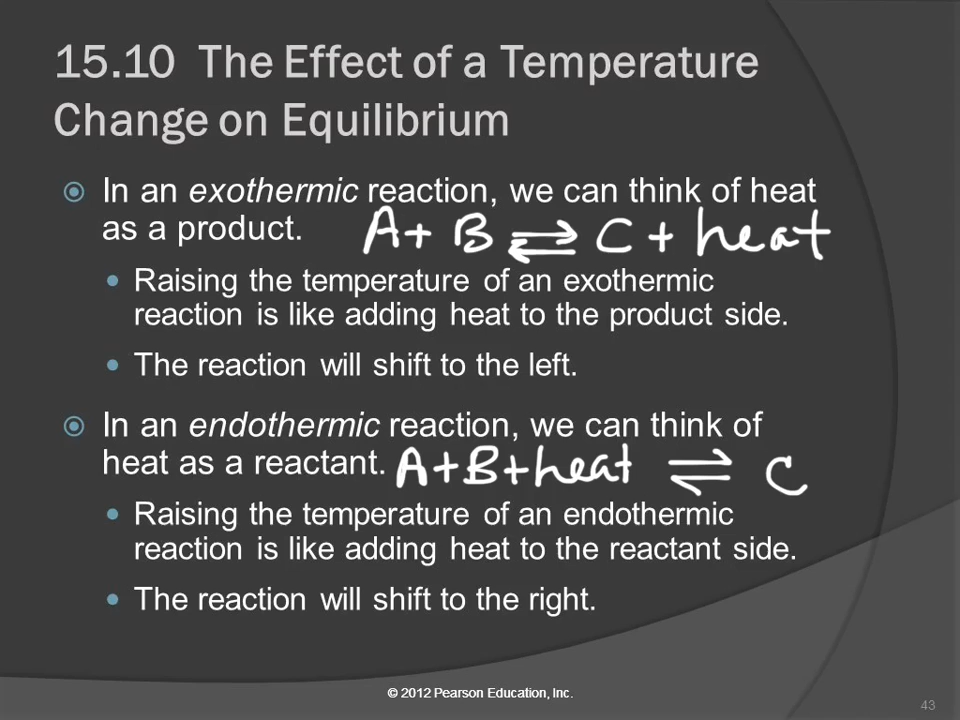 15.10 The Effect of a Temperature
Change on Equilibrium
In an exothermic reaction, we can think of heat
as a product. A + B ⇌ C + heat
Raising the temperature of an exothermic
reaction is like adding heat to the product side.
The reaction will shift to the left.
In an endothermic reaction, we can think of
heat as a reactant. A+B+heat ⇌ C
Raising the temperature of an endothermic
reaction is like adding heat to the reactant side.
The reaction will shift to the right.
© 2012 Pearson Education, Inc.
43